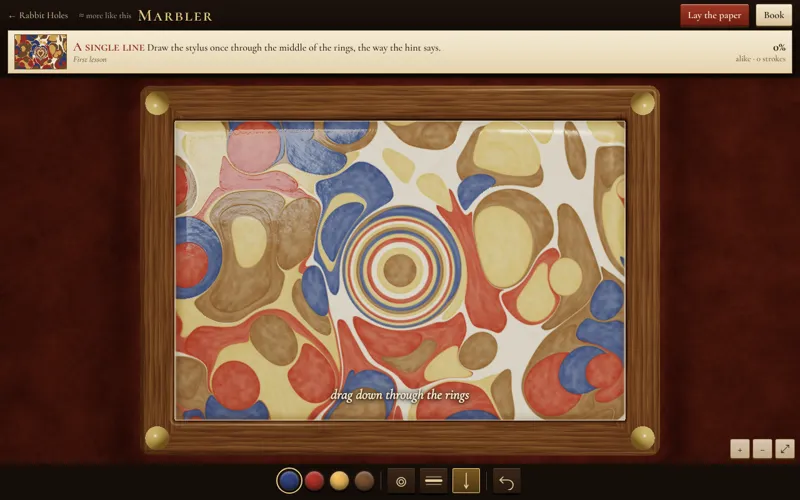 ← Rabbit Holes
≈ more like this
Marbler
Lay the paper
Book
A SINGLE LINE Draw the stylus once through the middle of the rings, the way the hint says.
First lesson
0%
alike · 0 strokes
drag down through the rings
+
−